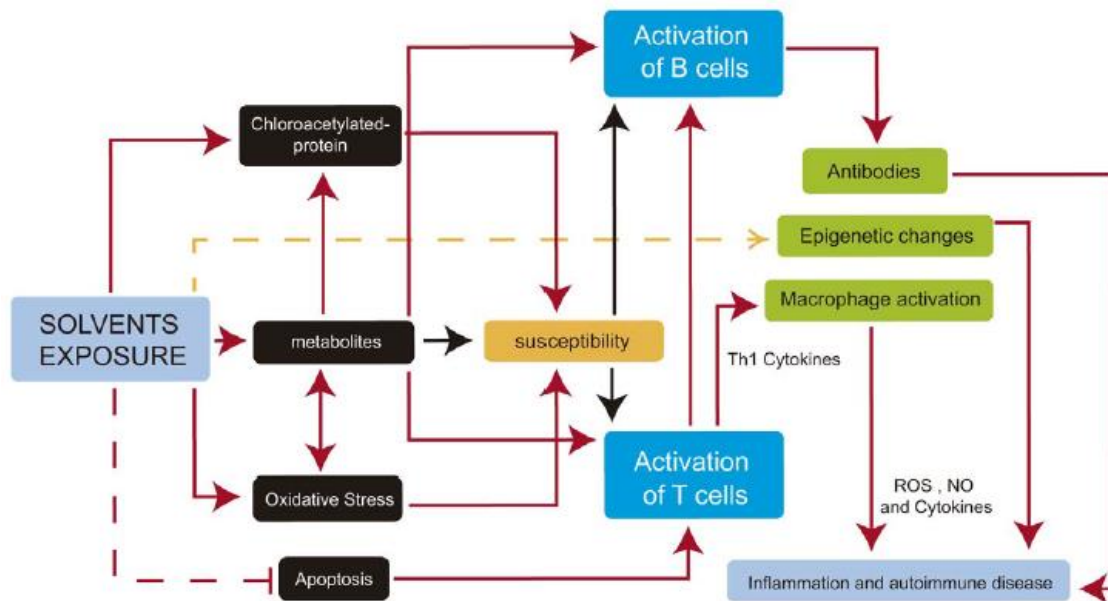 Activation
of B cells
Chloroacetylated-
protein
Antibodies
Epigenetic changes
Macrophage activation
SOLVENTS
EXPOSURE
metabolites
susceptibility
Th1 Cytokines
Activation
of T cells
Oxidative Stress
ROS , NO
and Cytokines
Apoptosis
Inflammation and autoimmune disease